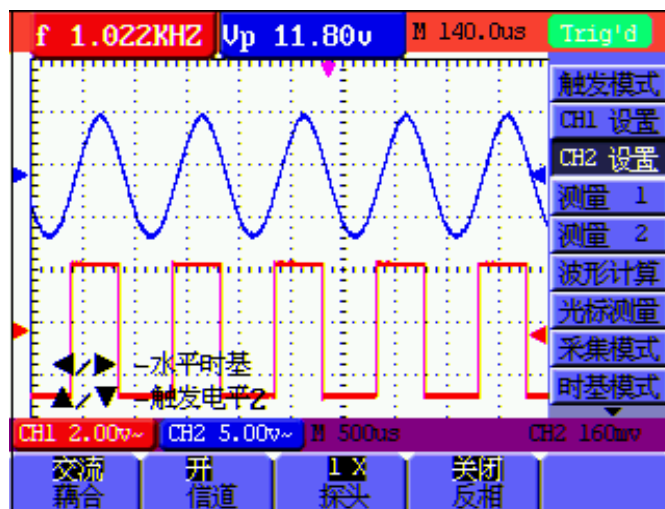 f 1.022KHZ Vp 11.80v M 140.0us Trig'd
触发模式
CH1 设置
CH2 设置
测量 1
测量 2
波形计算
光标测量
采集模式
时基模式
◀/▶ -水平时基
▲/▼ -触发电平2
CH1 2.00v~ CH2 5.00v~ M 500us CH2 160mv
交流 开 1 X 关闭
藕合 信道 探头 反相